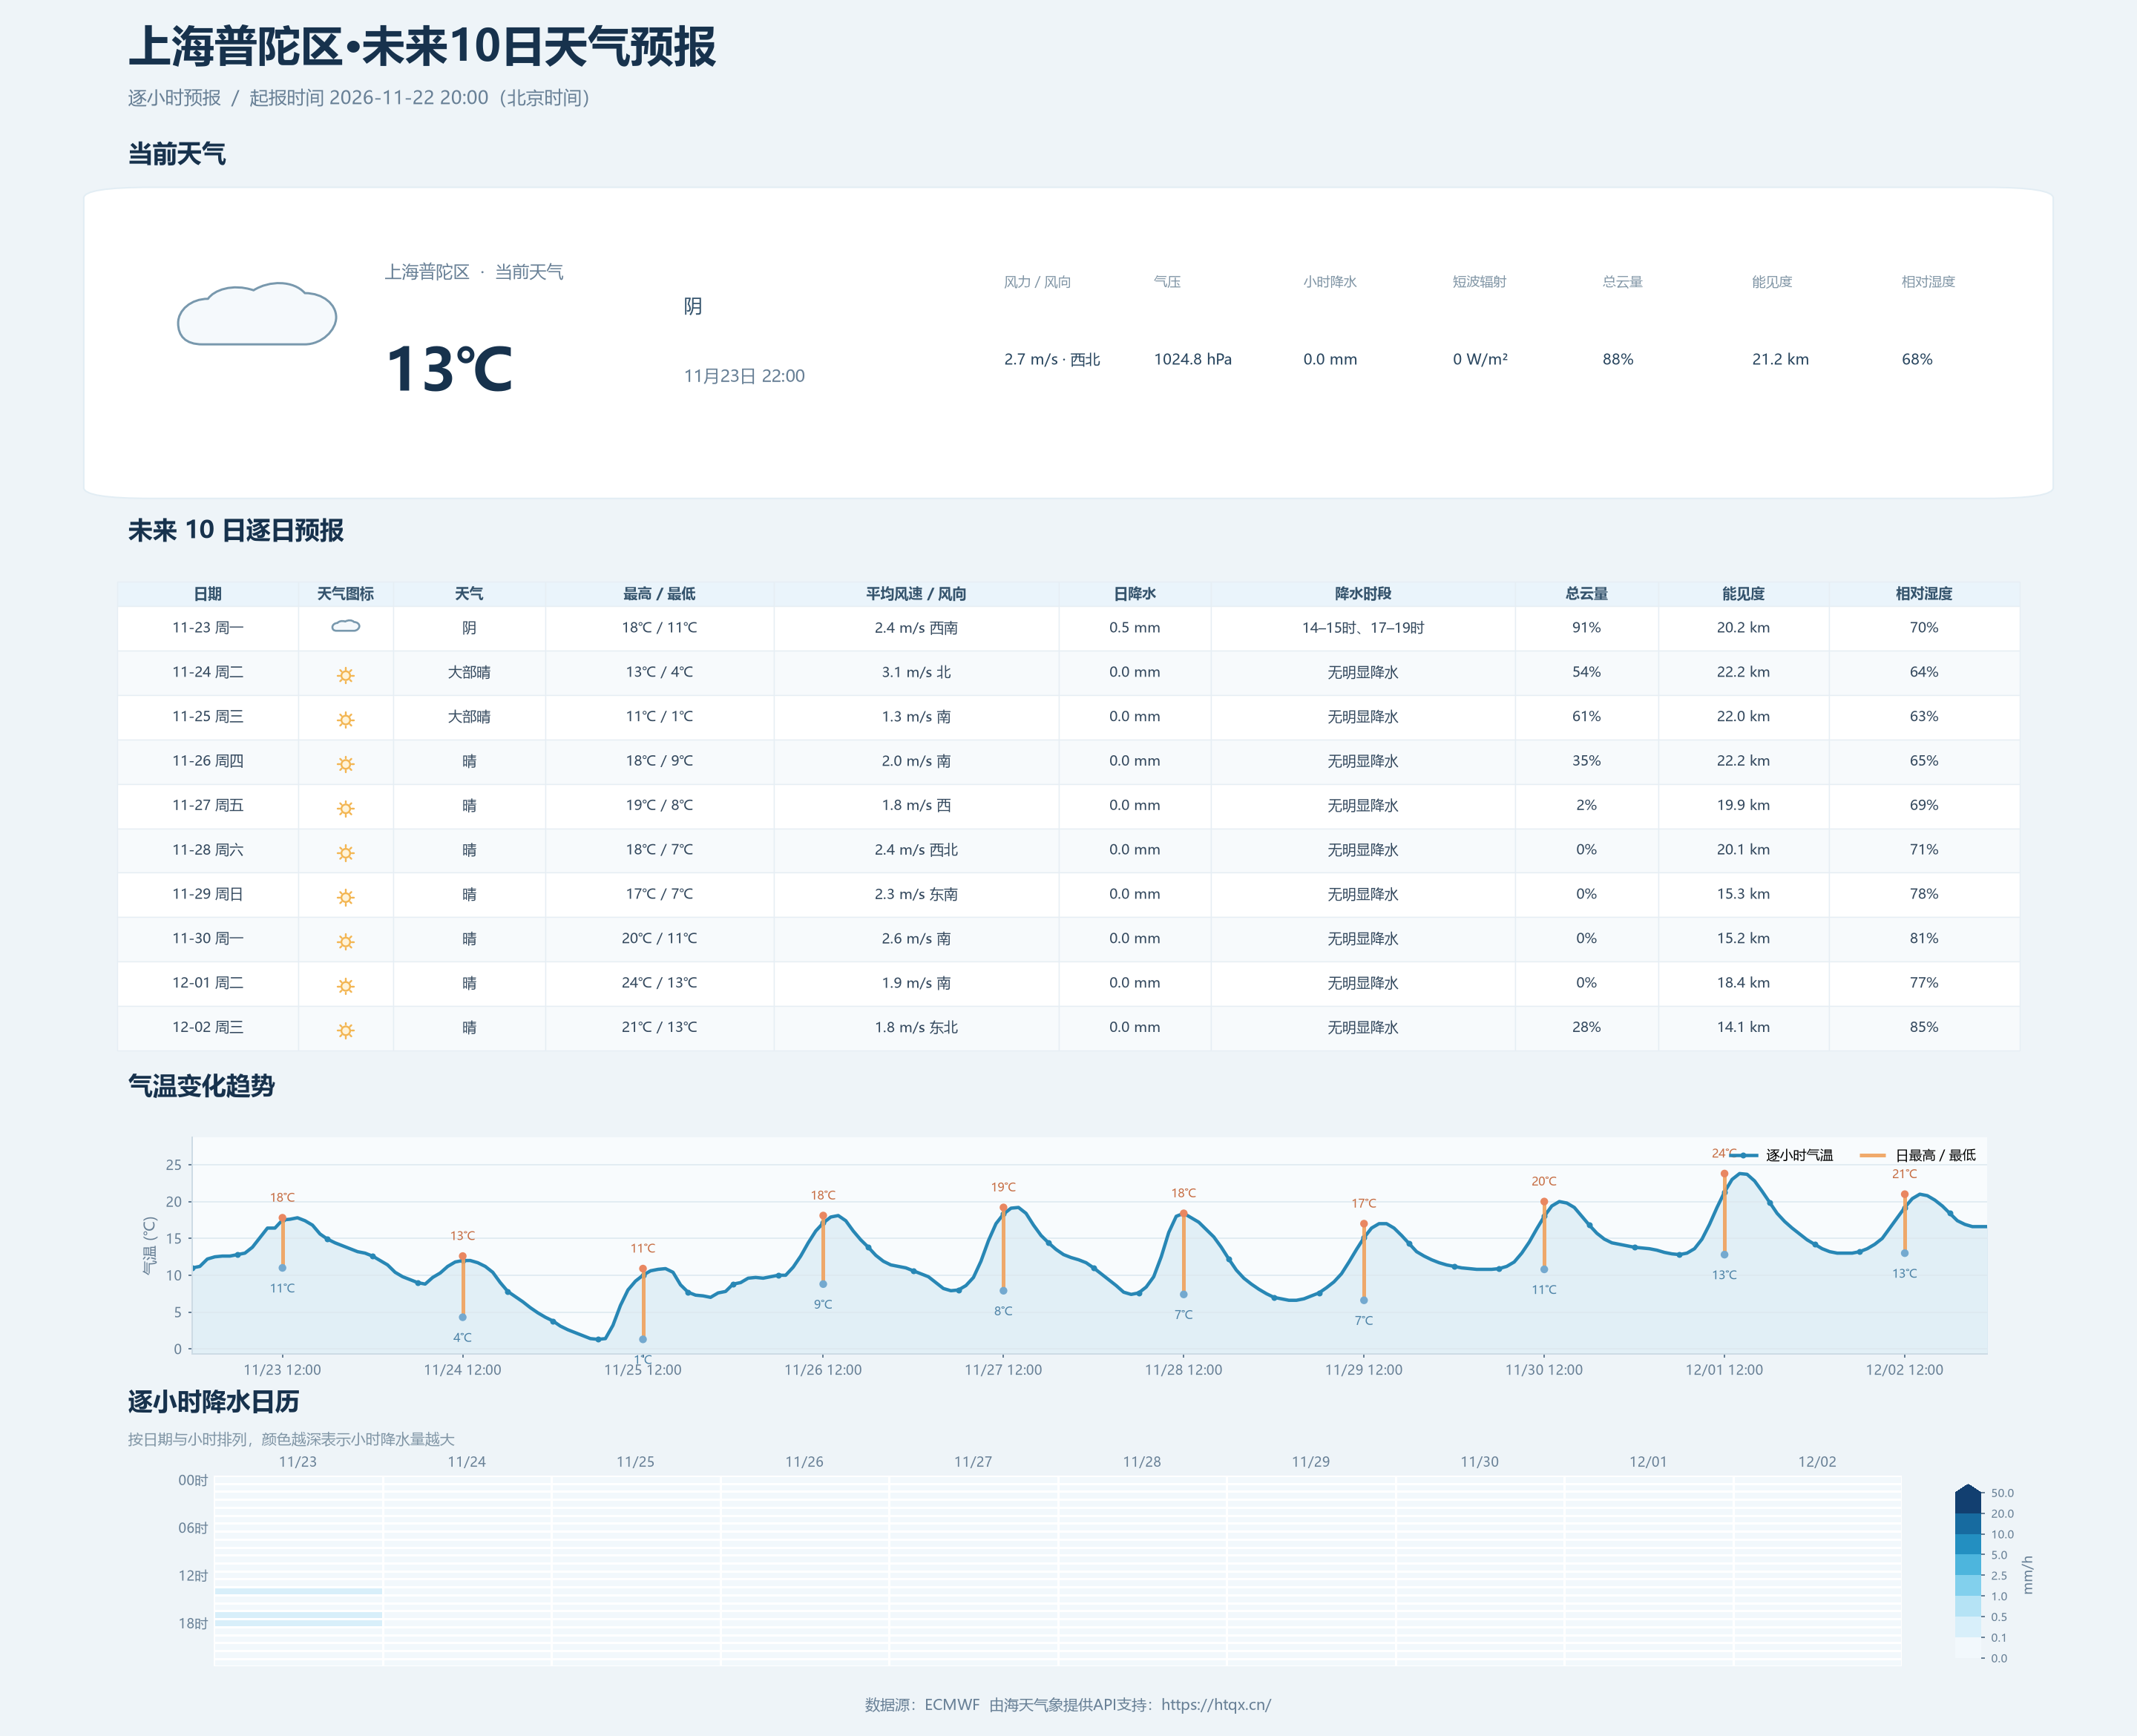 上海普陀区•未来10日天气预报
逐小时预报 / 起报时间 2026-11-22 20:00（北京时间）
当前天气
上海普陀区 · 当前天气
13℃
阴
11月23日 22:00
风力 / 风向 气压 小时降水 短波辐射 总云量 能见度 相对湿度
2.7 m/s · 西北 1024.8 hPa 0.0 mm 0 W/m² 88% 21.2 km 68%
未来 10 日逐日预报
日期 天气图标 天气 最高 / 最低 平均风速 / 风向 日降水 降水时段 总云量 能见度 相对湿度
11-23 周一 阴 18℃ / 11℃ 2.4 m/s 西南 0.5 mm 14–15时、17–19时 91% 20.2 km 70%
11-24 周二 大部晴 13℃ / 4℃ 3.1 m/s 北 0.0 mm 无明显降水 54% 22.2 km 64%
11-25 周三 大部晴 11℃ / 1℃ 1.3 m/s 南 0.0 mm 无明显降水 61% 22.0 km 63%
11-26 周四 晴 18℃ / 9℃ 2.0 m/s 南 0.0 mm 无明显降水 35% 22.2 km 65%
11-27 周五 晴 19℃ / 8℃ 1.8 m/s 西 0.0 mm 无明显降水 2% 19.9 km 69%
11-28 周六 晴 18℃ / 7℃ 2.4 m/s 西北 0.0 mm 无明显降水 0% 20.1 km 71%
11-29 周日 晴 17℃ / 7℃ 2.3 m/s 东南 0.0 mm 无明显降水 0% 15.3 km 78%
11-30 周一 晴 20℃ / 11℃ 2.6 m/s 南 0.0 mm 无明显降水 0% 15.2 km 81%
12-01 周二 晴 24℃ / 13℃ 1.9 m/s 南 0.0 mm 无明显降水 0% 18.4 km 77%
12-02 周三 晴 21℃ / 13℃ 1.8 m/s 东北 0.0 mm 无明显降水 28% 14.1 km 85%
气温变化趋势
气温 (℃)
25
20
15
10
5
0
逐小时气温 日最高 / 最低
18℃ 13℃ 11℃ 18℃ 19℃ 18℃ 17℃ 20℃ 24℃ 21℃
11℃ 4℃ 1℃ 9℃ 8℃ 7℃ 7℃ 11℃ 13℃ 13℃
11/23 12:00 11/24 12:00 11/25 12:00 11/26 12:00 11/27 12:00 11/28 12:00 11/29 12:00 11/30 12:00 12/01 12:00 12/02 12:00
逐小时降水日历
按日期与小时排列，颜色越深表示小时降水量越大
11/23 11/24 11/25 11/26 11/27 11/28 11/29 11/30 12/01 12/02
00时
06时
12时
18时
50.0
20.0
10.0
5.0
2.5
1.0
0.5
0.1
0.0
mm/h
数据源：ECMWF 由海天气象提供API支持：https://htqx.cn/